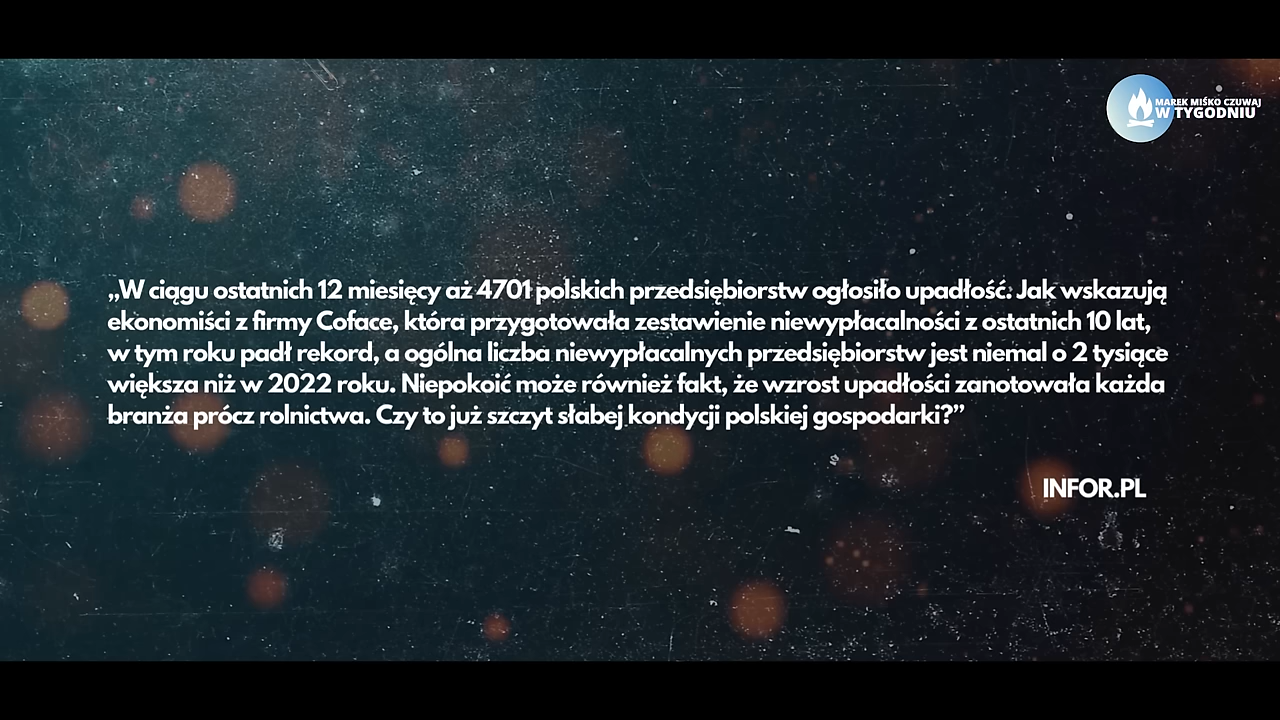 MAREK MIŚKO CZUWAJ
W TYGODNIU
„W ciągu ostatnich 12 miesięcy aż 4701 polskich przedsiębiorstw ogłosiło upadłość. Jak wskazują
ekonomiści z firmy Coface, która przygotowała zestawienie niewypłacalności z ostatnich 10 lat,
w tym roku padł rekord, a ogólna liczba niewypłacalnych przedsiębiorstw jest niemal o 2 tysiące
większa niż w 2022 roku. Niepokoić może również fakt, że wzrost upadłości zanotowała każda
branża prócz rolnictwa. Czy to już szczyt słabej kondycji polskiej gospodarki?”
INFOR.PL